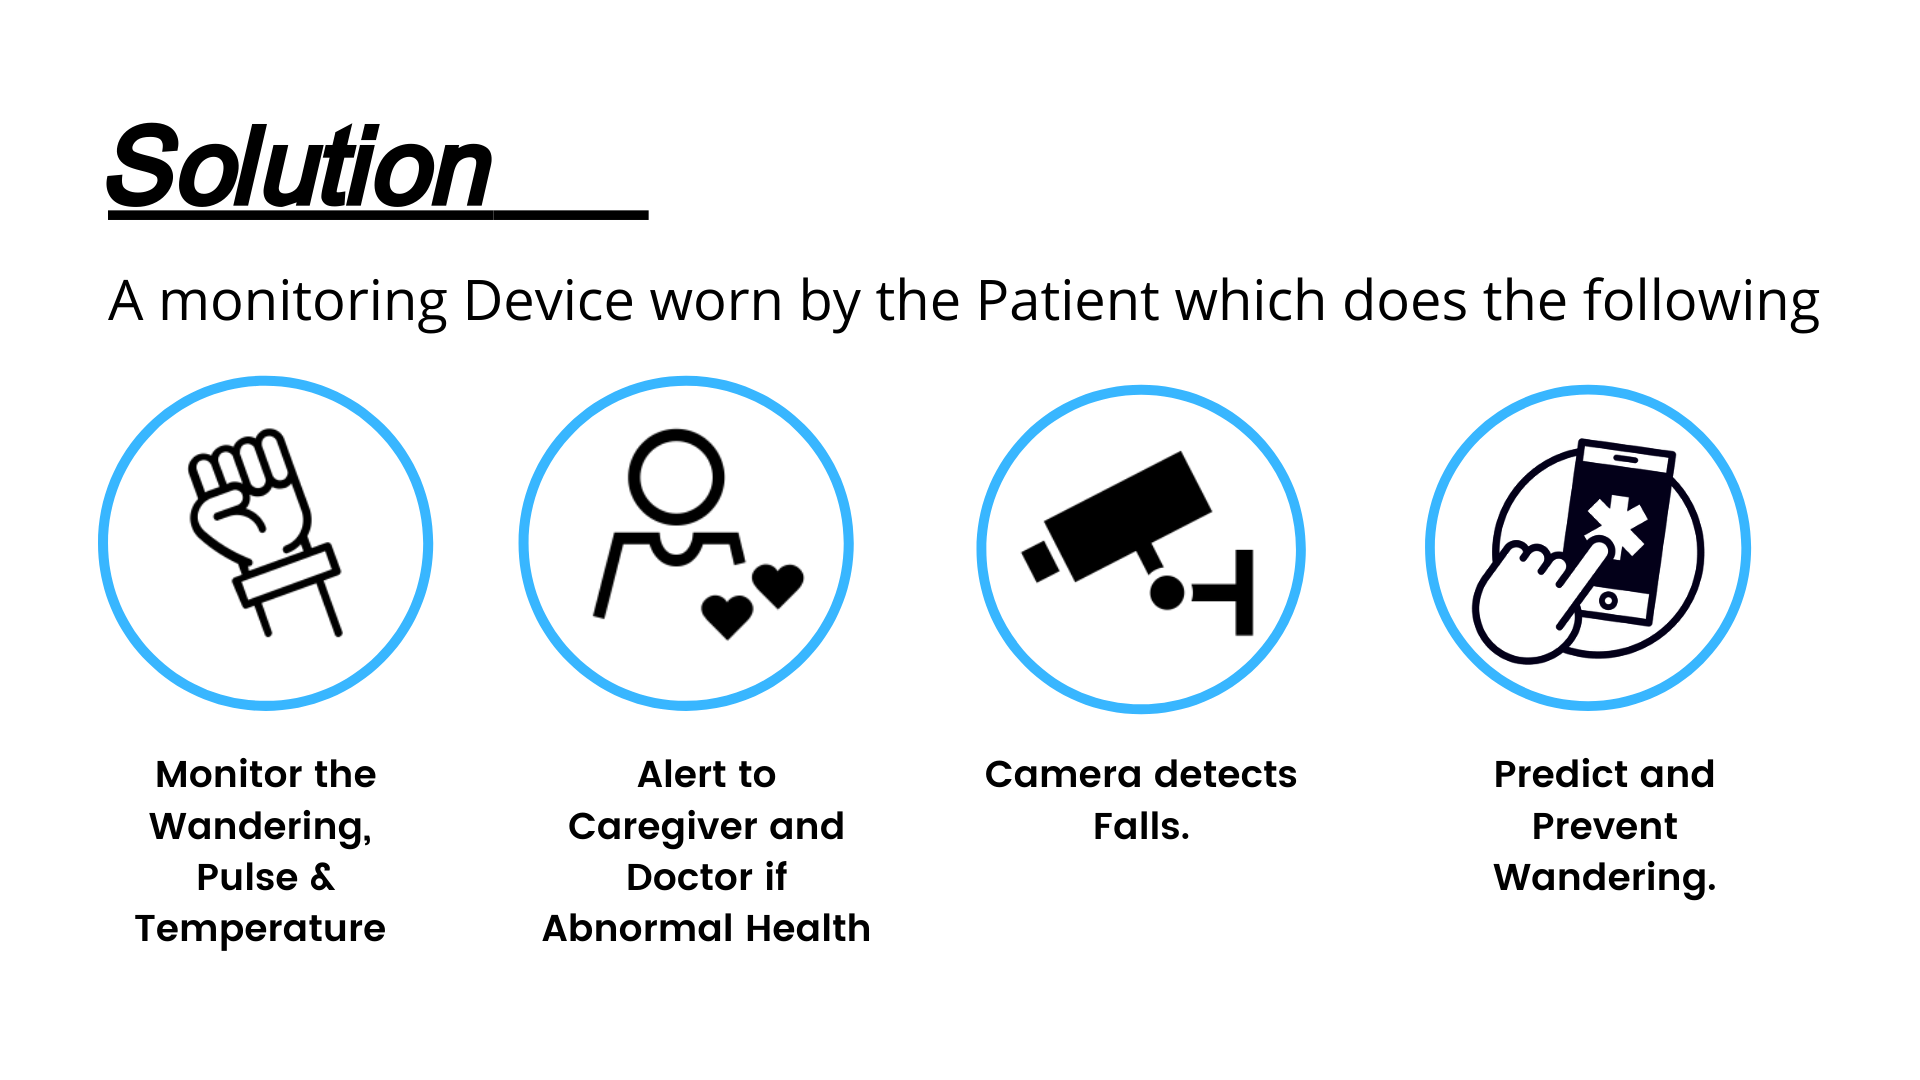 Solution
A monitoring Device worn by the Patient which does the following
Monitor the
Wandering,
Pulse &
Temperature
Alert to
Caregiver and
Doctor if
Abnormal Health
Camera detects
Falls.
Predict and
Prevent
Wandering.